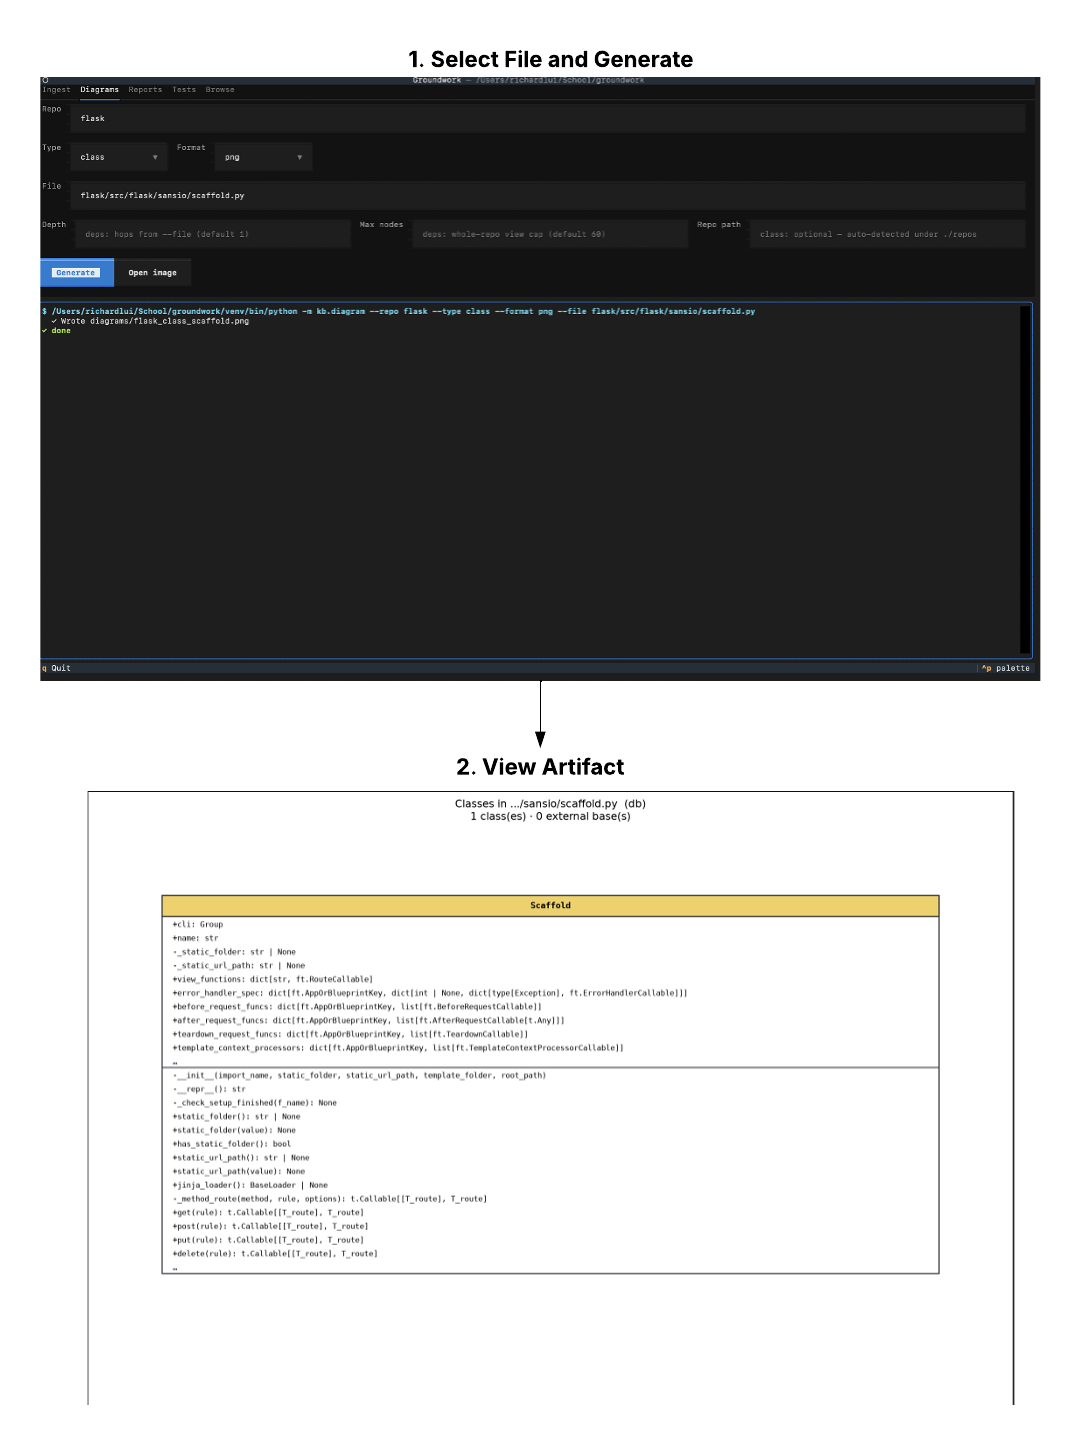 1. Select File and Generate
Groundwork — /Users/richardlui/School/groundwork
Ingest Diagrams Reports Tests Browse
Repo flask
Type class ▼ Format png ▼
File flask/src/flask/sansio/scaffold.py
Depth deps: hops from --file (default 1) Max nodes deps: whole-repo view cap (default 60) Repo path class: optional — auto-detected under ./repos
Generate Open image
$ /Users/richardlui/School/groundwork/venv/bin/python -m kb.diagram --repo flask --type class --format png --file flask/src/flask/sansio/scaffold.py
✓ Wrote diagrams/flask_class_scaffold.png
✓ done
q Quit ^p palette
2. View Artifact
Classes in .../sansio/scaffold.py (db)
1 class(es) · 0 external base(s)
Scaffold
+cli: Group
+name: str
-_static_folder: str | None
-_static_url_path: str | None
+view_functions: dict[str, ft.RouteCallable]
+error_handler_spec: dict[ft.AppOrBlueprintKey, dict[int | None, dict[type[Exception], ft.ErrorHandlerCallable]]]
+before_request_funcs: dict[ft.AppOrBlueprintKey, list[ft.BeforeRequestCallable]]
+after_request_funcs: dict[ft.AppOrBlueprintKey, list[ft.AfterRequestCallable[t.Any]]]
+teardown_request_funcs: dict[ft.AppOrBlueprintKey, list[ft.TeardownCallable]]
+template_context_processors: dict[ft.AppOrBlueprintKey, list[ft.TemplateContextProcessorCallable]]
…
-__init__(import_name, static_folder, static_url_path, template_folder, root_path)
-__repr__(): str
-_check_setup_finished(f_name): None
+static_folder(): str | None
+static_folder(value): None
+has_static_folder(): bool
+static_url_path(): str | None
+static_url_path(value): None
+jinja_loader(): BaseLoader | None
-_method_route(method, rule, options): t.Callable[[T_route], T_route]
+get(rule): t.Callable[[T_route], T_route]
+post(rule): t.Callable[[T_route], T_route]
+put(rule): t.Callable[[T_route], T_route]
+delete(rule): t.Callable[[T_route], T_route]
…